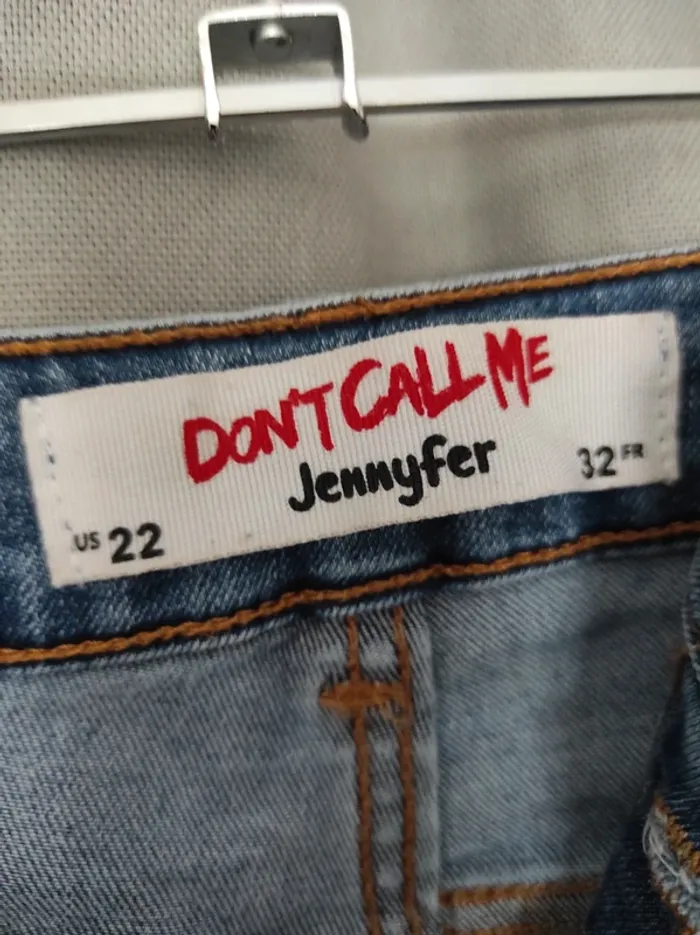 DON'T CALL ME
Jennyfer
US 22
32 FR